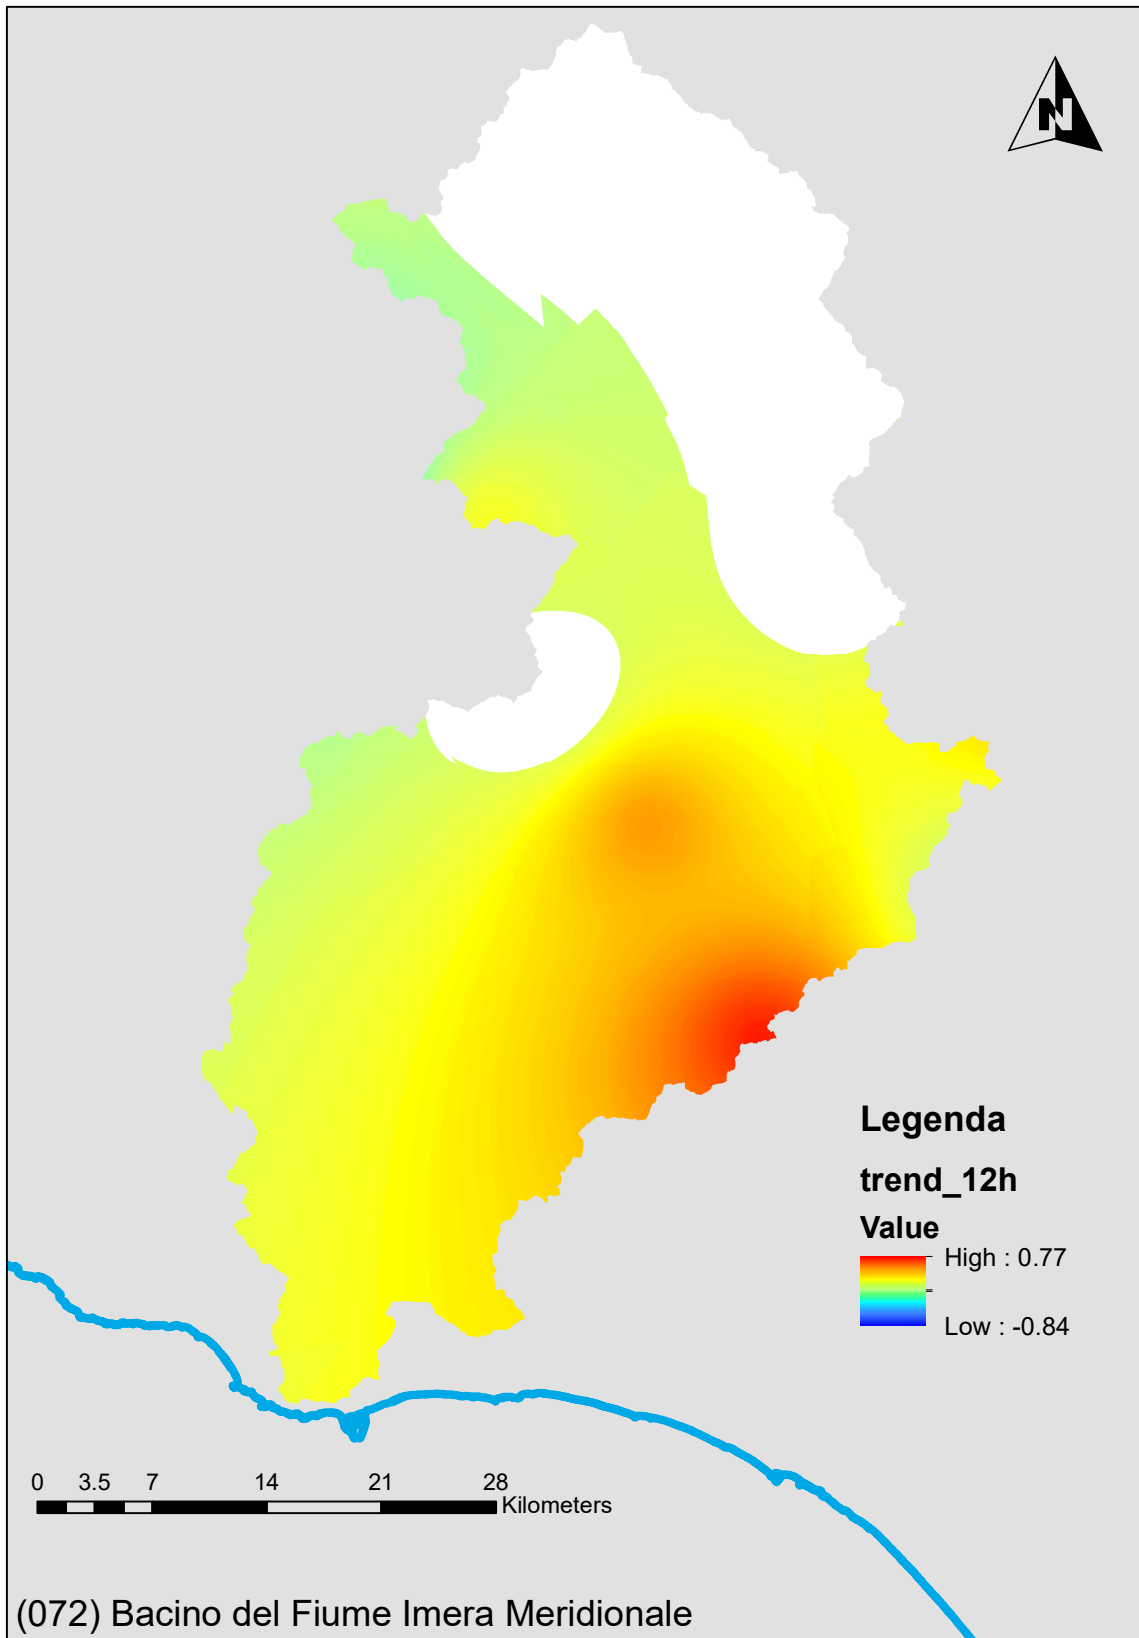 N
Legenda
trend_12h
Value
High : 0.77
Low : -0.84
0 3.5 7 14 21 28
Kilometers
(072) Bacino del Fiume Imera Meridionale